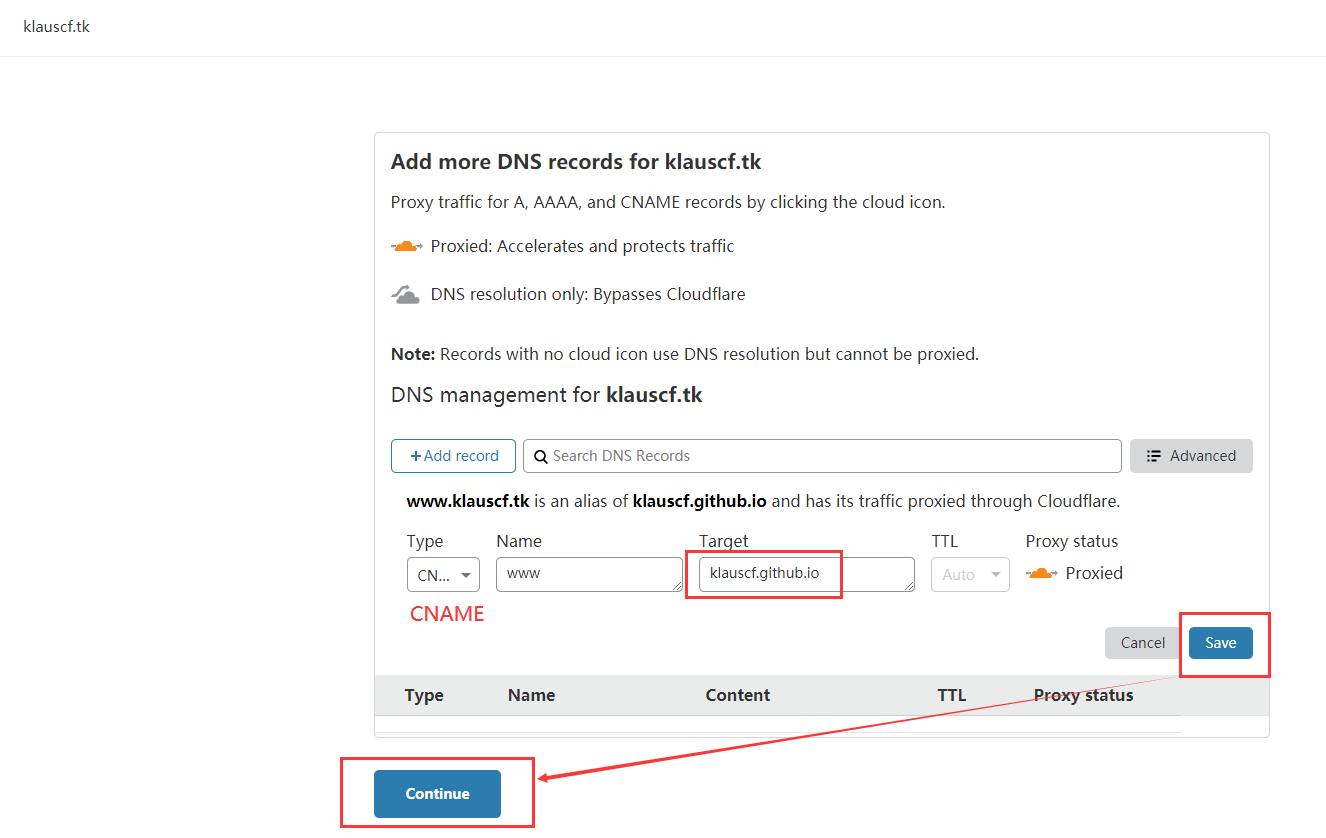 klauscf.tk
Add more DNS records for klauscf.tk
Proxy traffic for A, AAAA, and CNAME records by clicking the cloud icon.
Proxied: Accelerates and protects traffic
DNS resolution only: Bypasses Cloudflare
Note: Records with no cloud icon use DNS resolution but cannot be proxied.
DNS management for klauscf.tk
+Add record Search DNS Records Advanced
www.klauscf.tk is an alias of klauscf.github.io and has its traffic proxied through Cloudflare.
Type Name Target TTL Proxy status
CN... www klauscf.github.io Auto Proxied
CNAME
Cancel Save
Type Name Content TTL Proxy status
Continue